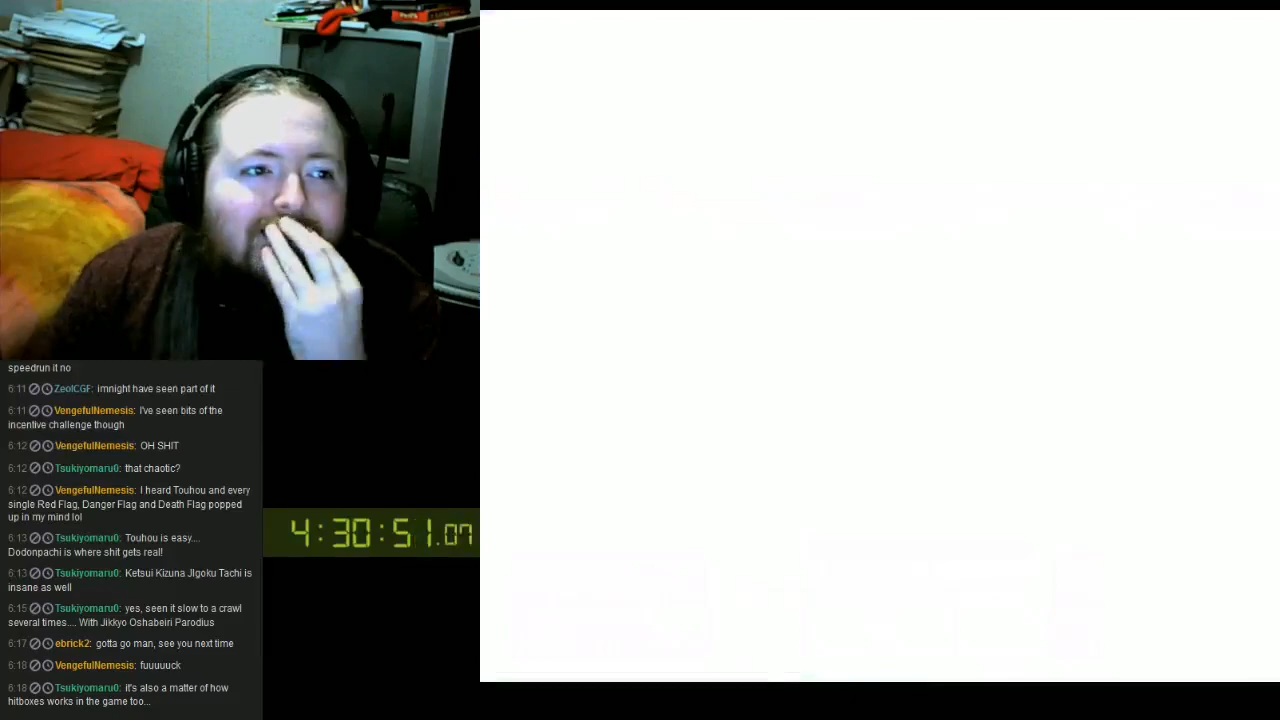 speedrun it no
6:11 ZeolCGF: imnight have seen part of it
6:11 VengefulNemesis: I've seen bits of the
incentive challenge though
6:12 VengefulNemesis: OH SHIT
6:12 Tsukiyomaru0: that chaotic?
6:12 VengefulNemesis: I heard Touhou and every
single Red Flag, Danger Flag and Death Flag popped
up in my mind lol
6:13 Tsukiyomaru0: Touhou is easy....
Dodonpachi is where shit gets real!
6:13 Tsukiyomaru0: Ketsui Kizuna JIgoku Tachi is
insane as well
6:15 Tsukiyomaru0: yes, seen it slow to a crawl
several times.... With Jikkyo Oshabeiri Parodius
6:17 ebrick2: gotta go man, see you next time
6:18 VengefulNemesis: fuuuuuck
6:18 Tsukiyomaru0: it's also a matter of how
hitboxes works in the game too...
4:30:51.07